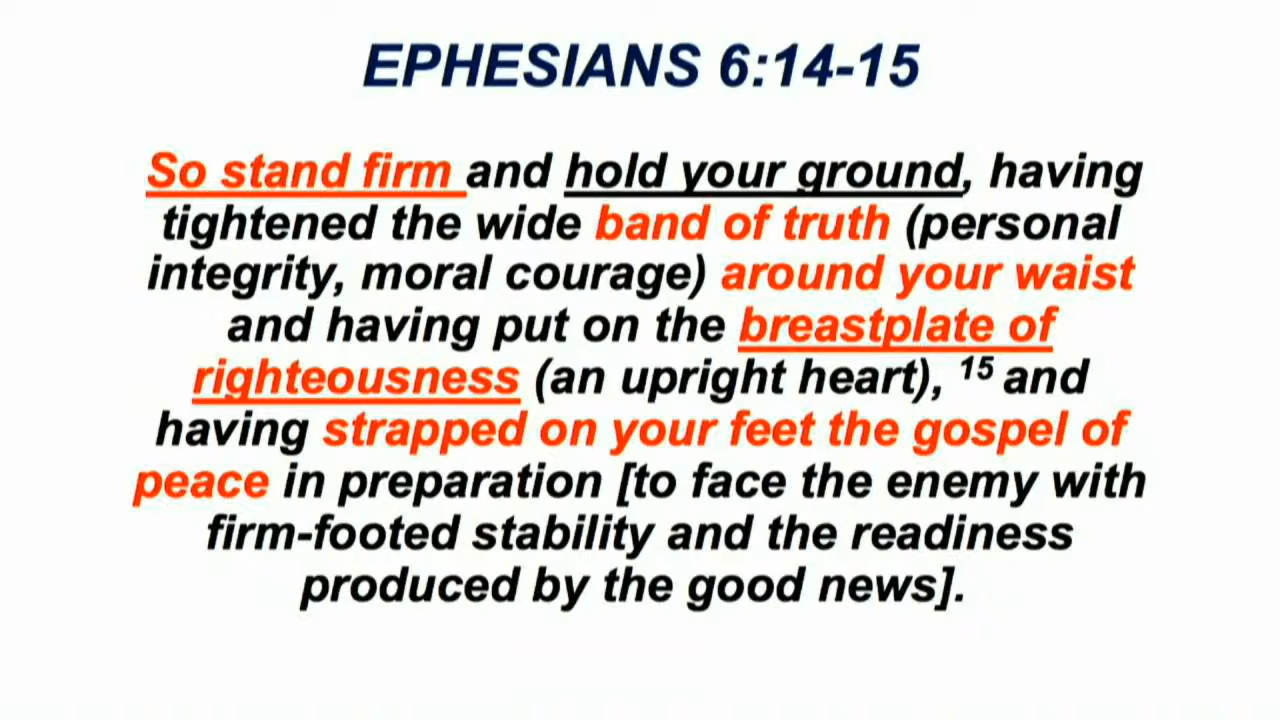 EPHESIANS 6:14-15
So stand firm and hold your ground, having
tightened the wide band of truth (personal
integrity, moral courage) around your waist
and having put on the breastplate of
righteousness (an upright heart), 15 and
having strapped on your feet the gospel of
peace in preparation [to face the enemy with
firm-footed stability and the readiness
produced by the good news].